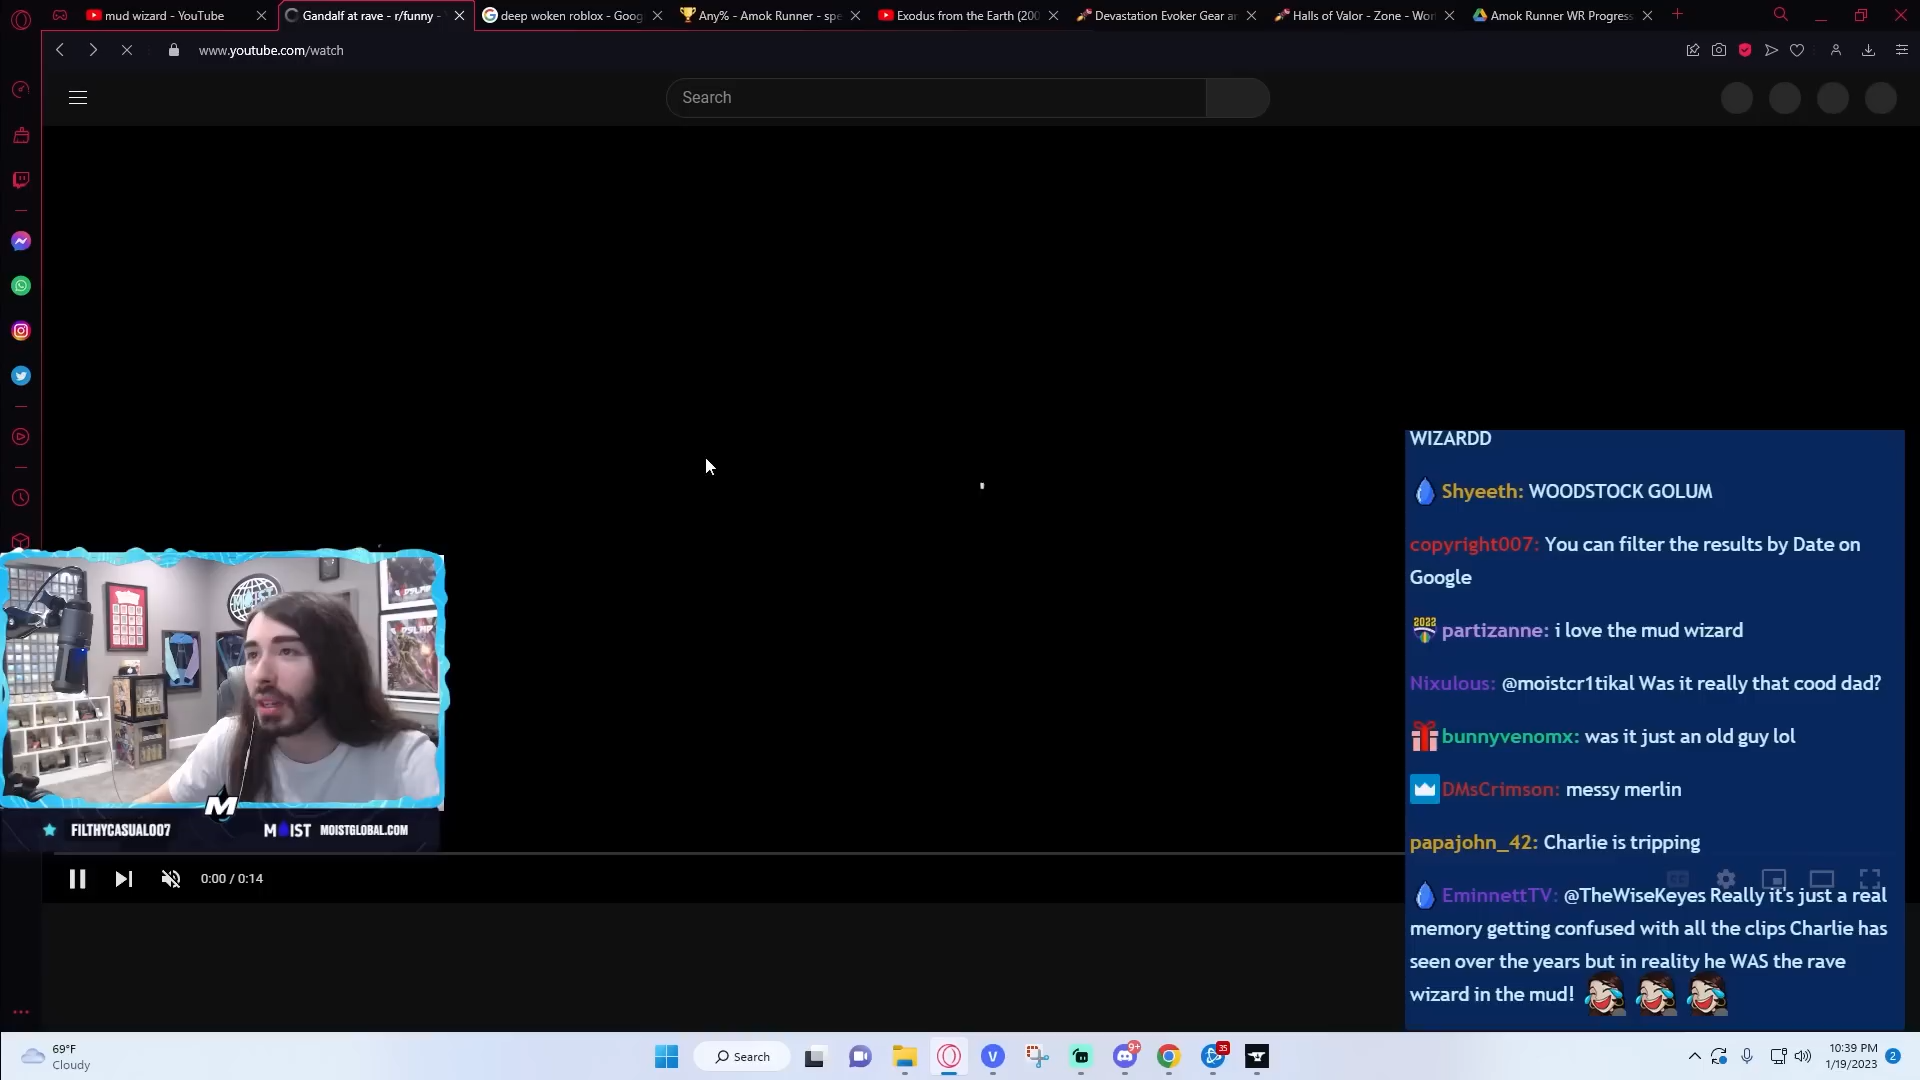 mud wizard - YouTube
Gandalf at rave - r/funny -
deep woken roblox - Goog
Any% - Amok Runner - spe
Exodus from the Earth (200
Devastation Evoker Gear an
Halls of Valor - Zone - Wor
Amok Runner WR Progress
www.youtube.com/watch
Search
WIZARDD
Shyeeth: WOODSTOCK GOLUM
copyright007: You can filter the results by Date on
Google
2022
partizanne: i love the mud wizard
Nixulous: @moistcr1tikal Was it really that cood dad?
bunnyvenomx: was it just an old guy lol
DMsCrimson: messy merlin
papajohn_42: Charlie is tripping
EminnettTV: @TheWiseKeyes Really it's just a real
memory getting confused with all the clips Charlie has
seen over the years but in reality he WAS the rave
wizard in the mud!
MOIST
M
FILTHYCASUAL007
MOIST
MOISTGLOBAL.COM
0:00 / 0:14
69°F
Cloudy
Search
V
9+
35
10:39 PM
1/19/2023
2